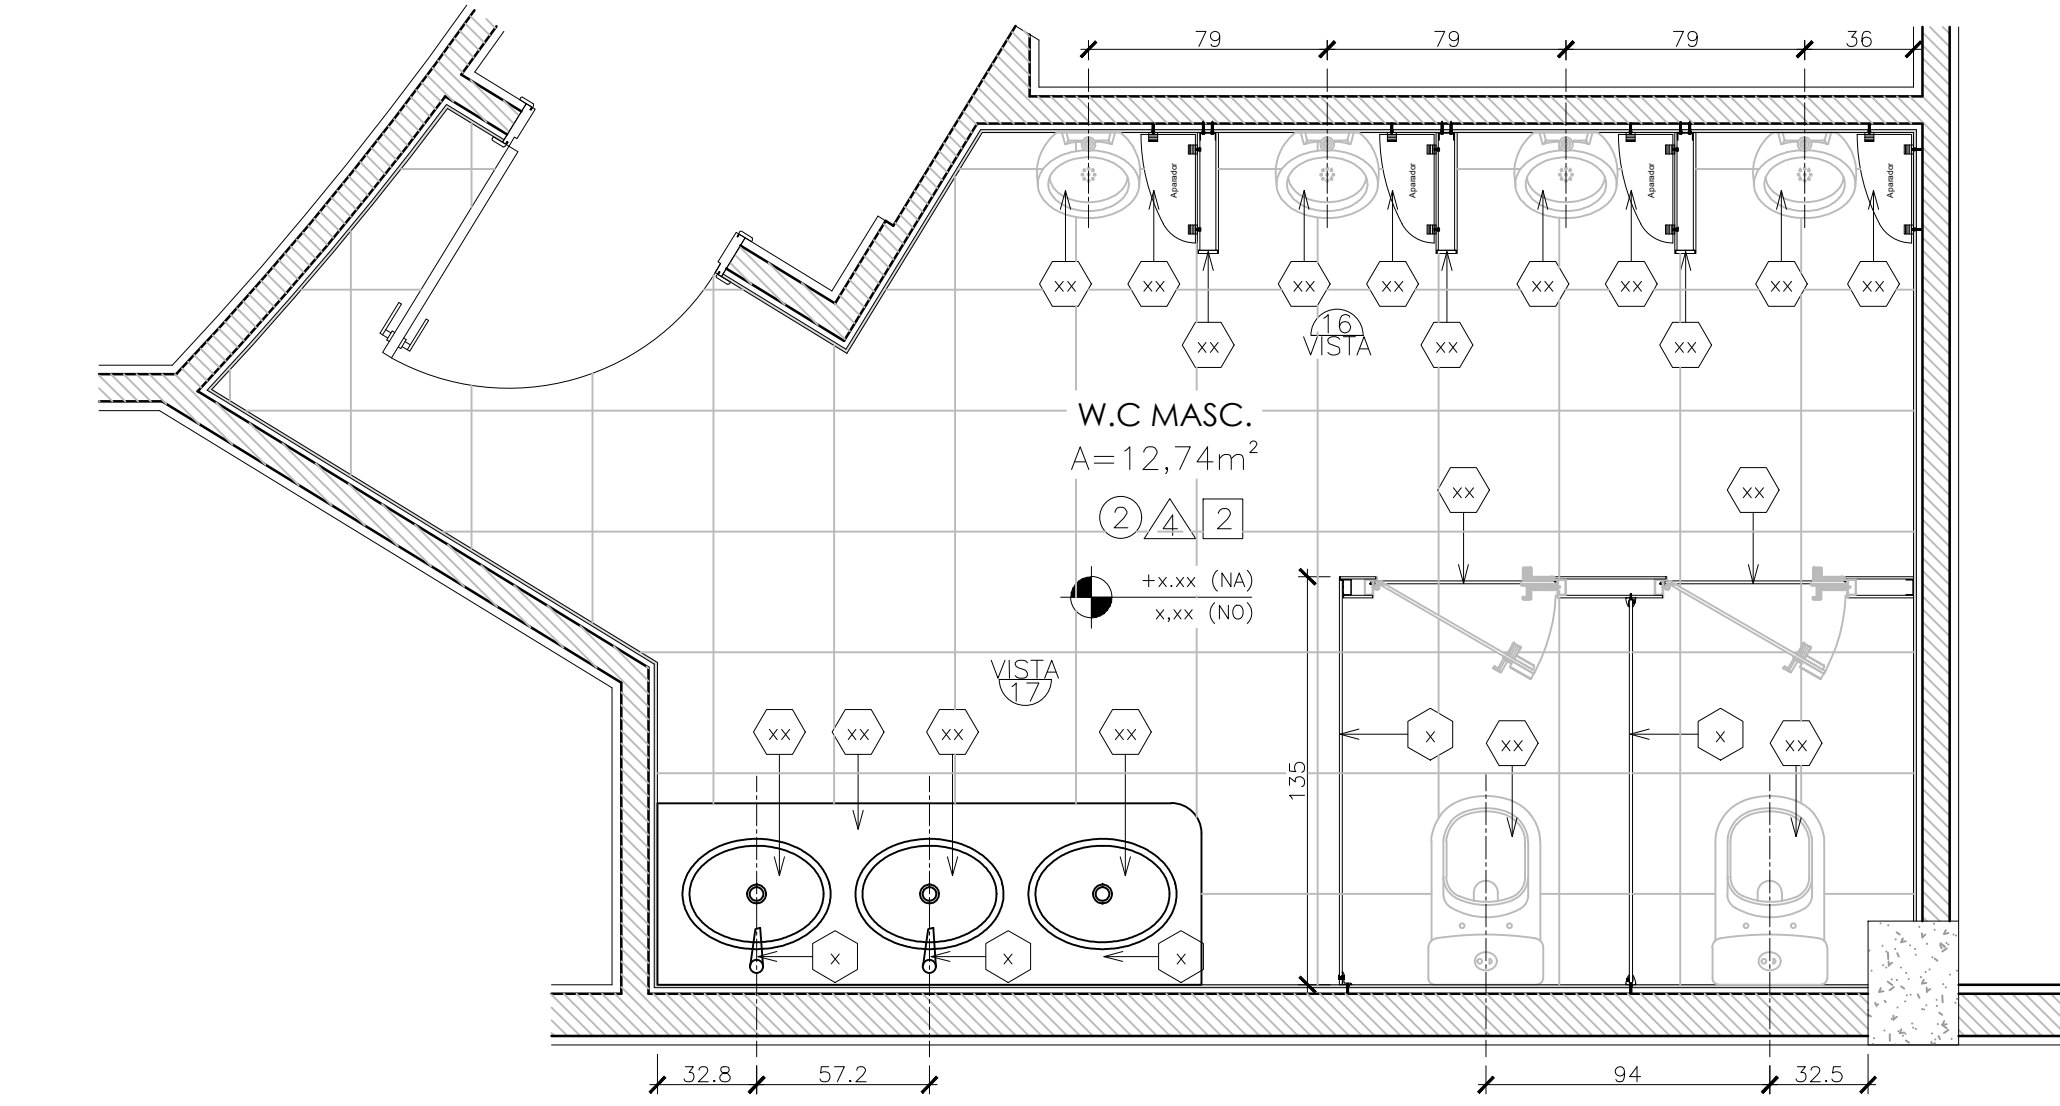 79
79
79
36
Aparador
Aparador
Aparador
Aparador
xx
xx
xx
xx
xx
xx
xx
xx
16
VISTA
xx
xx
xx
W.C MASC.
A=12,74m²
xx
xx
2
4
2
+x.xx (NA)
x,xx (NO)
VISTA
17
xx
xx
xx
xx
x
xx
x
xx
135
x
x
x
32.8
57.2
94
32.5